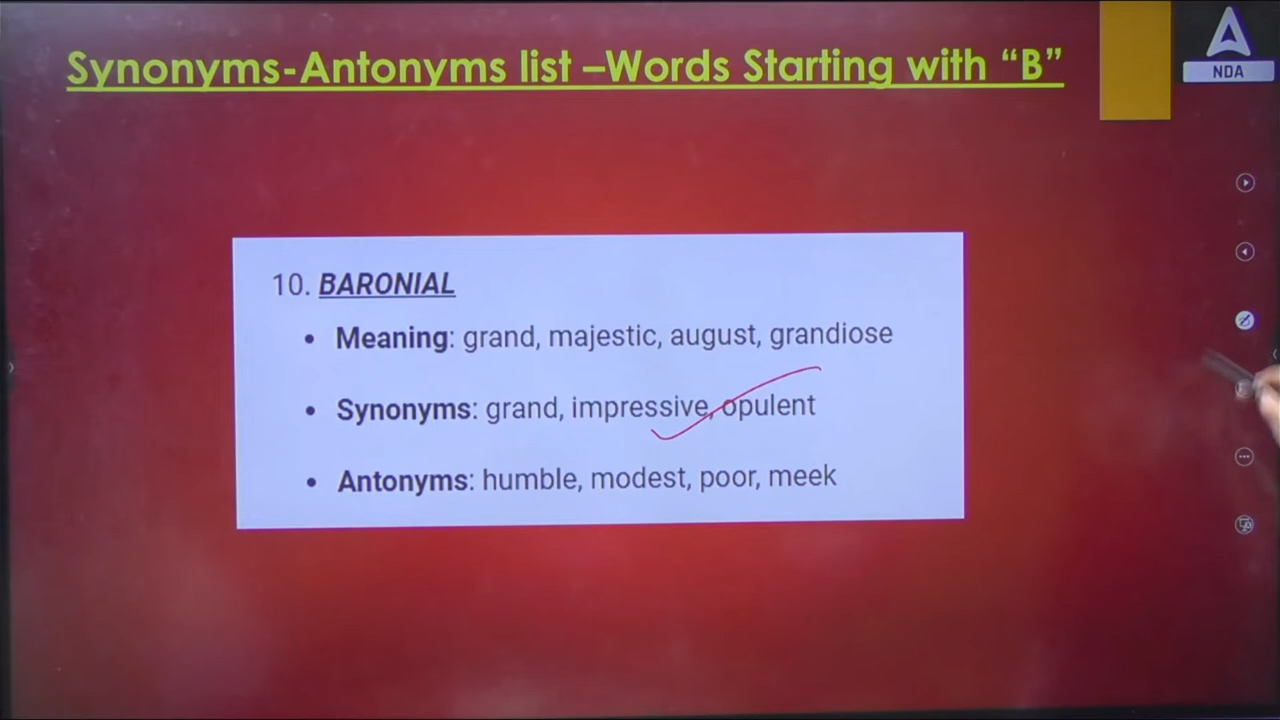 Synonyms-Antonyms list –Words Starting with “B”
NDA
10. BARONIAL
• Meaning: grand, majestic, august, grandiose
• Synonyms: grand, impressive, opulent
• Antonyms: humble, modest, poor, meek